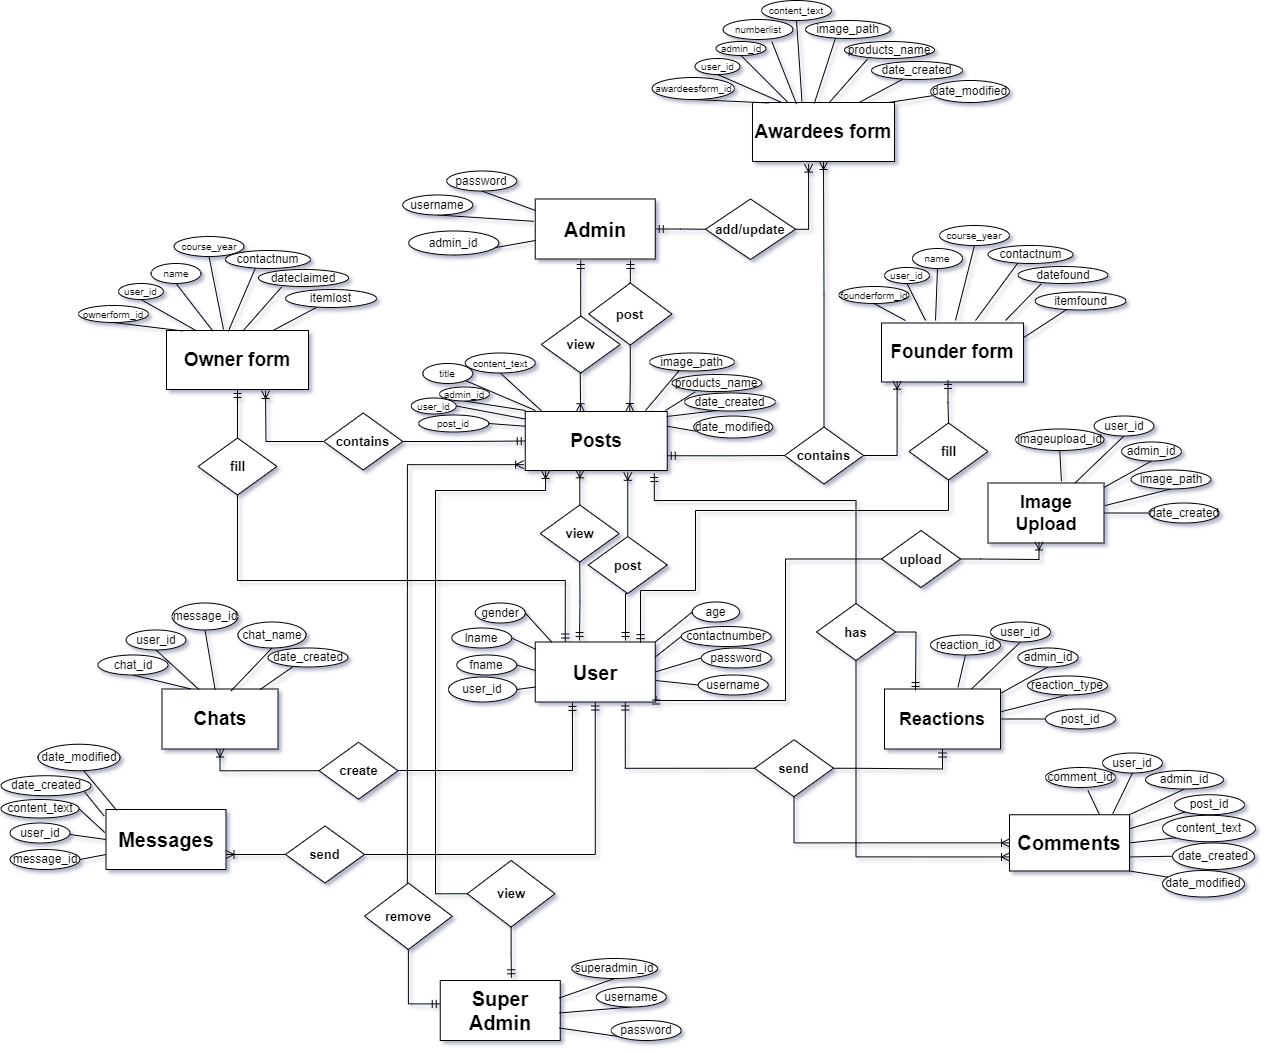 content_text
numberlist
image_path
admin_id
products_name
user_id
date_created
awardeesform_id
date_modified
Awardees form
password
username
admin_id
Admin
add/update
course_year
contactnum
name
dateclaimed
user_id
itemlost
ownerform_id
Owner form
course_year
contactnum
name
datefound
user_id
itemfound
founderform_id
Founder form
view
post
content_text
image_path
title
products_name
admin_id
date_created
user_id
date_modified
post_id
Posts
contains
contains
fill
fill
user_id
imageupload_id
admin_id
image_path
date_created
Image
Upload
view
post
upload
gender
age
lname
contactnumber
fname
password
user_id
username
User
has
message_id
chat_name
user_id
date_created
chat_id
Chats
user_id
reaction_id
admin_id
reaction_type
post_id
Reactions
create
send
date_modified
date_created
content_text
user_id
message_id
Messages
send
user_id
comment_id
admin_id
post_id
content_text
date_created
date_modified
Comments
view
remove
superadmin_id
username
password
Super
Admin